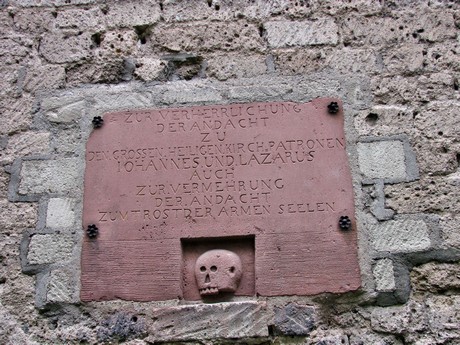 ZUR VERHERRLICHUNG
DER ANDACHT
ZU
DEN GROSSEN HEILIGEN KIRCH. PATRONEN
IOHANNES UND LAZARUS
AUCH
ZUR VERMEHRUNG
DER ANDACHT
ZUM TROST DER ARMEN SEELEN